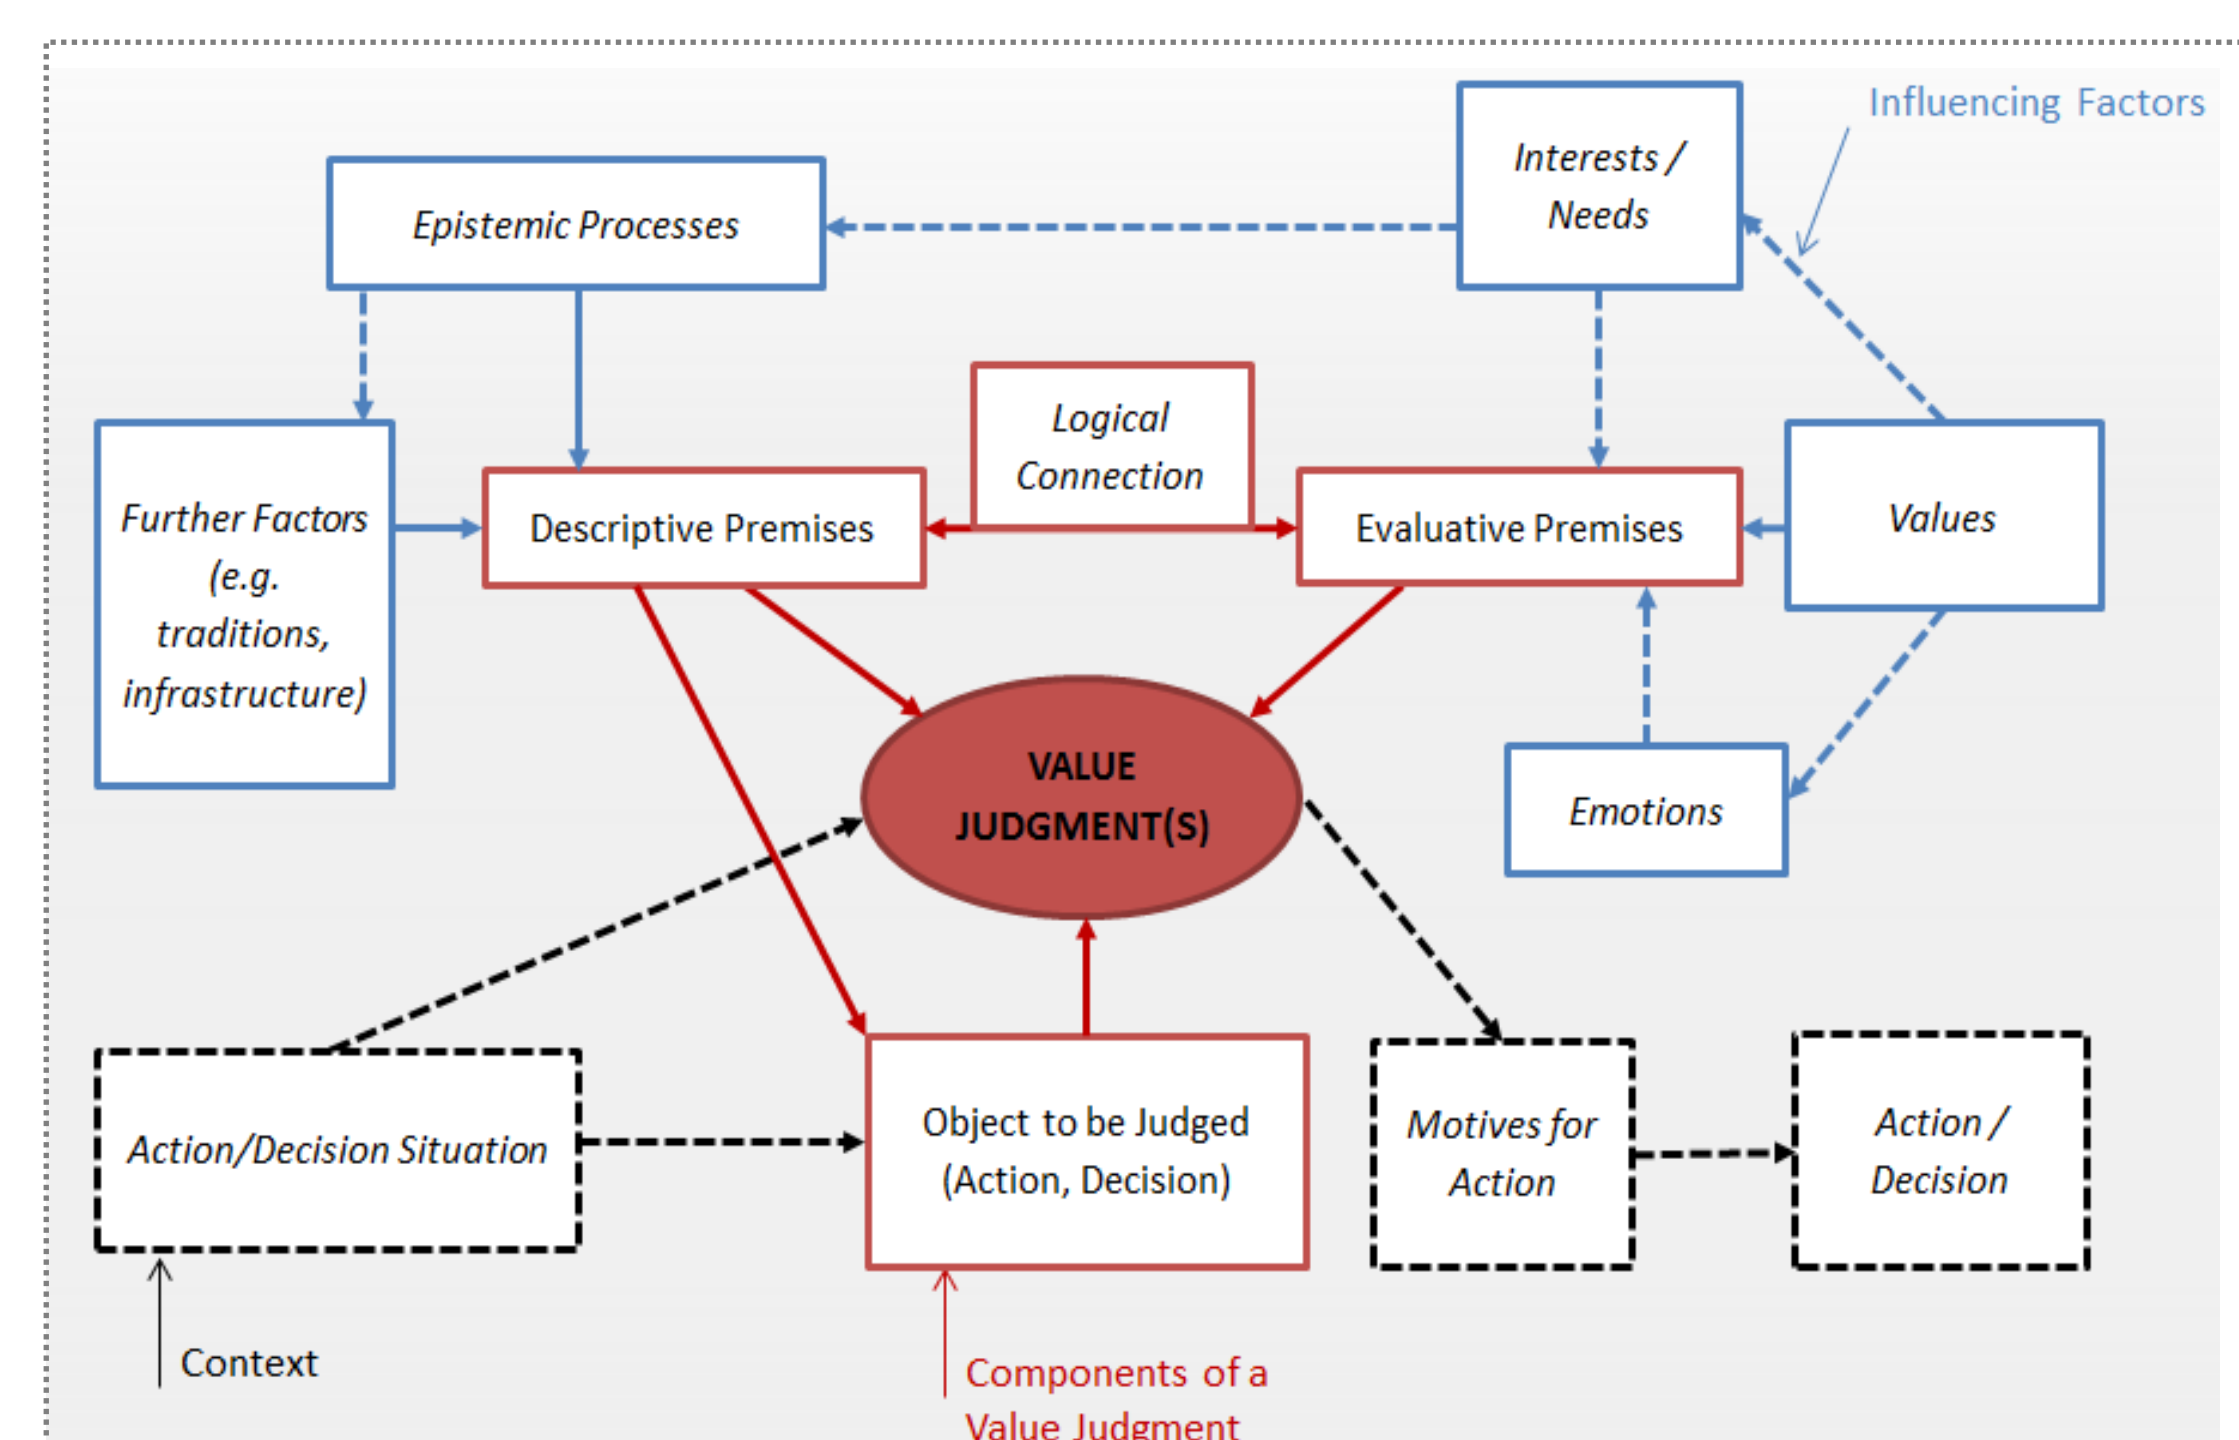 Influencing Factors
Interests /
Needs
Epistemic Processes
Logical
Connection
Further Factors
(e.g.
traditions,
infrastructure)
Descriptive Premises
Evaluative Premises
Values
VALUE
JUDGMENT(S)
Emotions
Action/Decision Situation
Object to be Judged
(Action, Decision)
Motives for
Action
Action /
Decision
Context
Components of a
Value Judgment